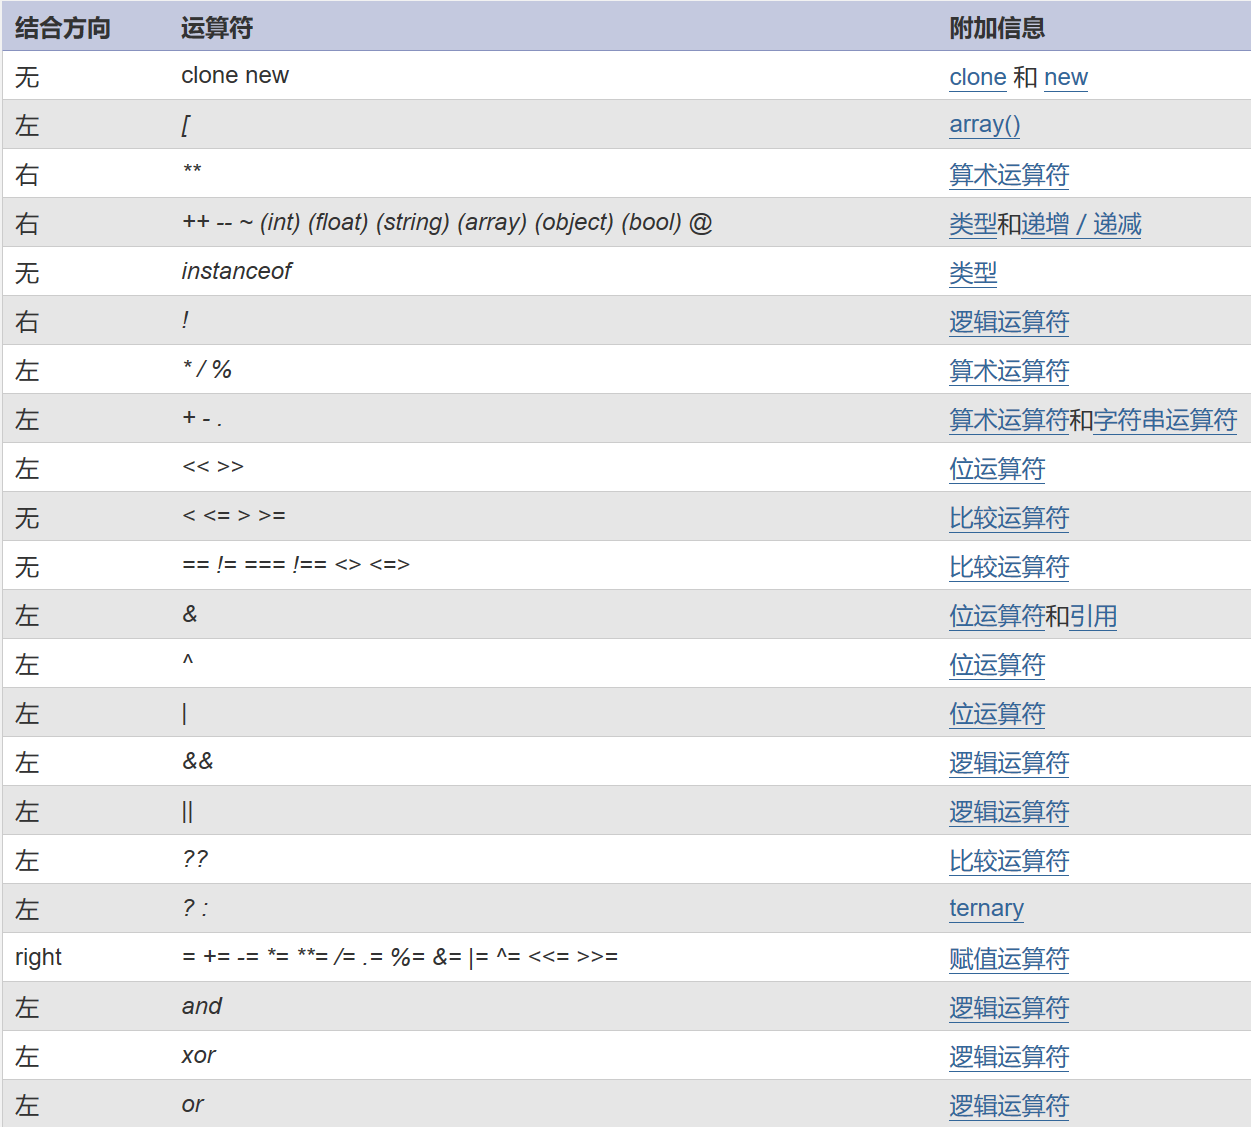 结合方向 运算符 附加信息
无 clone new clone 和 new
左 [ array()
右 ** 算术运算符
右 ++ -- ~ (int) (float) (string) (array) (object) (bool) @ 类型和递增／递减
无 instanceof 类型
右 ! 逻辑运算符
左 * / % 算术运算符
左 + - . 算术运算符和字符串运算符
左 << >> 位运算符
无 < <= > >= 比较运算符
无 == != === !== <> <=> 比较运算符
左 & 位运算符和引用
左 ^ 位运算符
左 | 位运算符
左 && 逻辑运算符
左 || 逻辑运算符
左 ?? 比较运算符
左 ? : ternary
right = += -= *= **= /= .= %= &= |= ^= <<= >>= 赋值运算符
左 and 逻辑运算符
左 xor 逻辑运算符
左 or 逻辑运算符